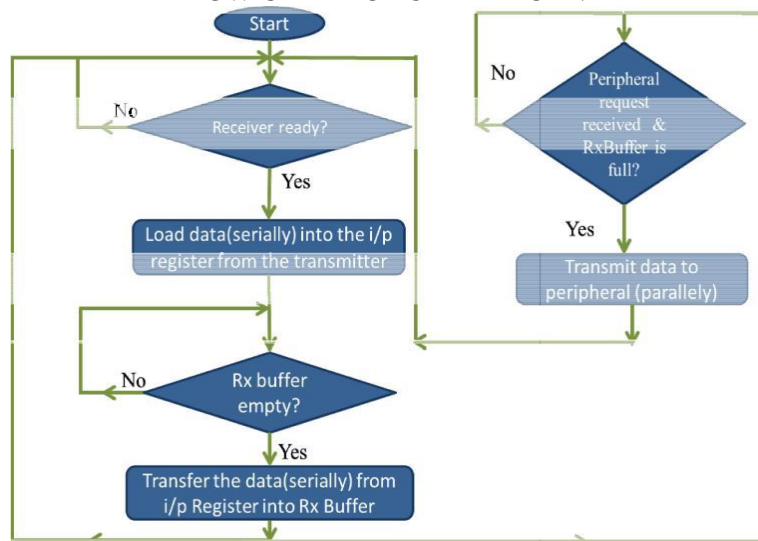 Start
No
Receiver ready?
Yes
Load data(serially) into the i/p
register from the transmitter
No
Rx buffer
empty?
Yes
Transfer the data(serially) from
i/p Register into Rx Buffer
No
Peripheral
request
received &
RxBuffer is
full?
Yes
Transmit data to
peripheral (parallely)